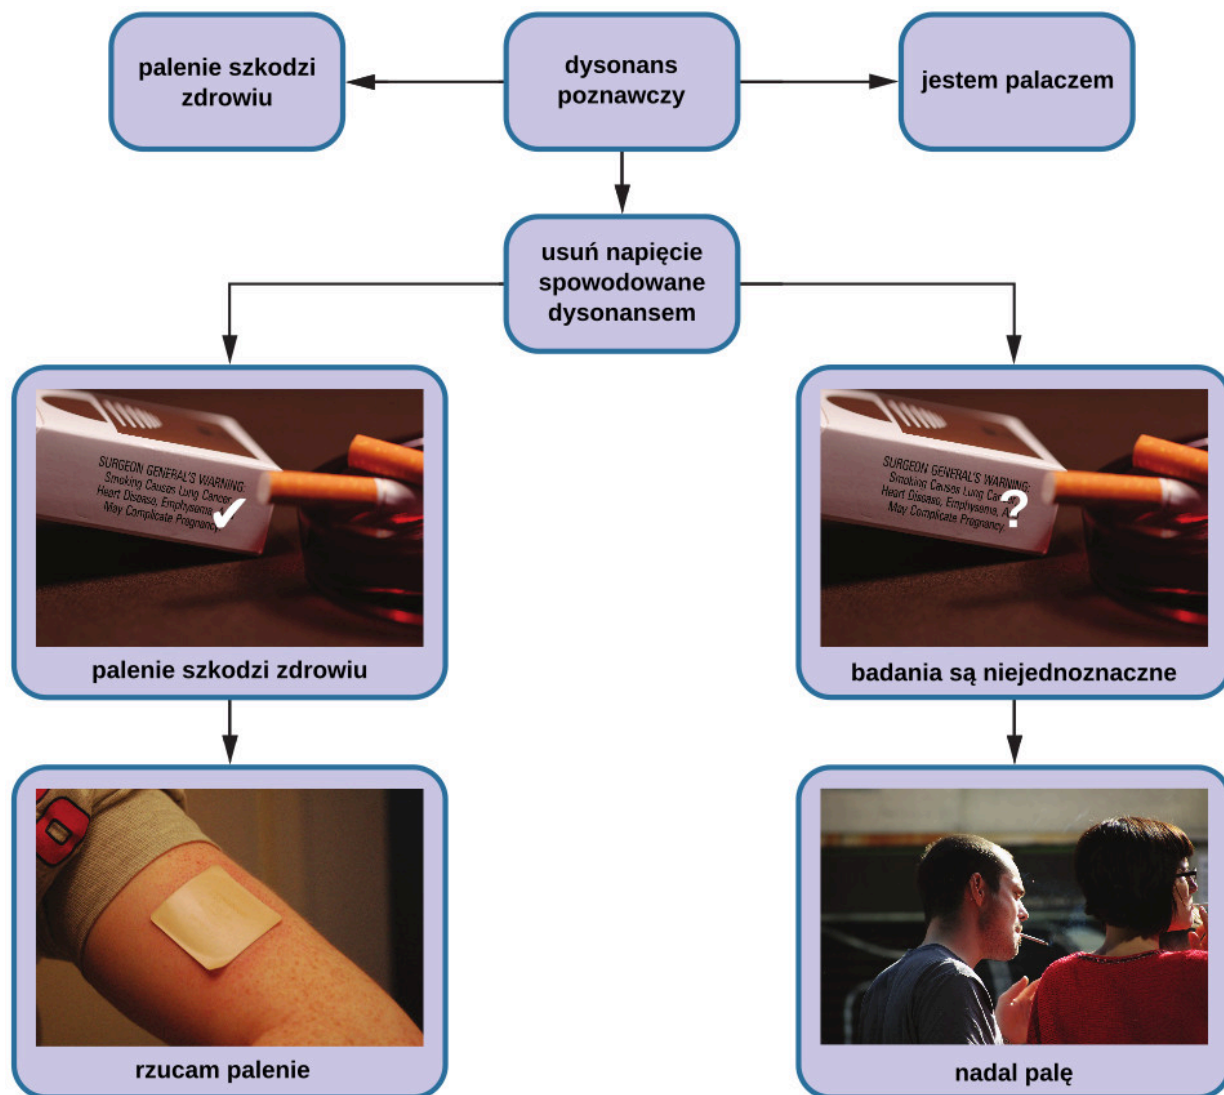 palenie szkodzi
zdrowiu
dysonans
poznawczy
jestem palaczem
usuń napięcie
spowodowane
dysonansem
SURGEON GENERAL'S WARNING:
Smoking Causes Lung Cancer,
Heart Disease, Emphysema, A
May Complicate Pregnancy.
✔
palenie szkodzi zdrowiu
SURGEON GENERAL'S WARNING:
Smoking Causes Lung Canc
Heart Disease, Emphysema, A
May Complicate Pregnancy.
?
badania są niejednoznaczne
rzucam palenie
nadal palę